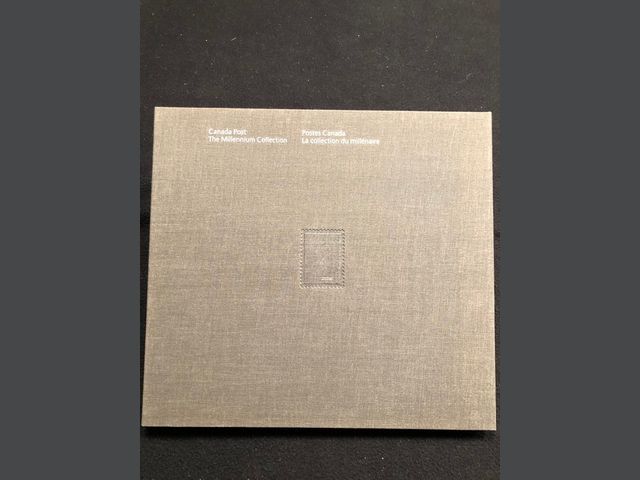 Canada Post
The Millennium Collection
Postes Canada
La collection du millénaire